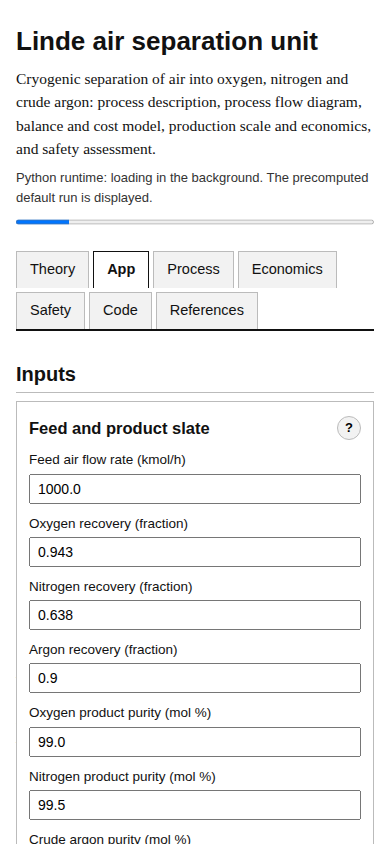 Linde air separation unit
Cryogenic separation of air into oxygen, nitrogen and
crude argon: process description, process flow diagram,
balance and cost model, production scale and economics,
and safety assessment.
Python runtime: loading in the background. The precomputed
default run is displayed.
Theory App Process Economics
Safety Code References
Inputs
Feed and product slate ?
Feed air flow rate (kmol/h)
1000.0
Oxygen recovery (fraction)
0.943
Nitrogen recovery (fraction)
0.638
Argon recovery (fraction)
0.9
Oxygen product purity (mol %)
99.0
Nitrogen product purity (mol %)
99.5
Crude argon purity (mol %)